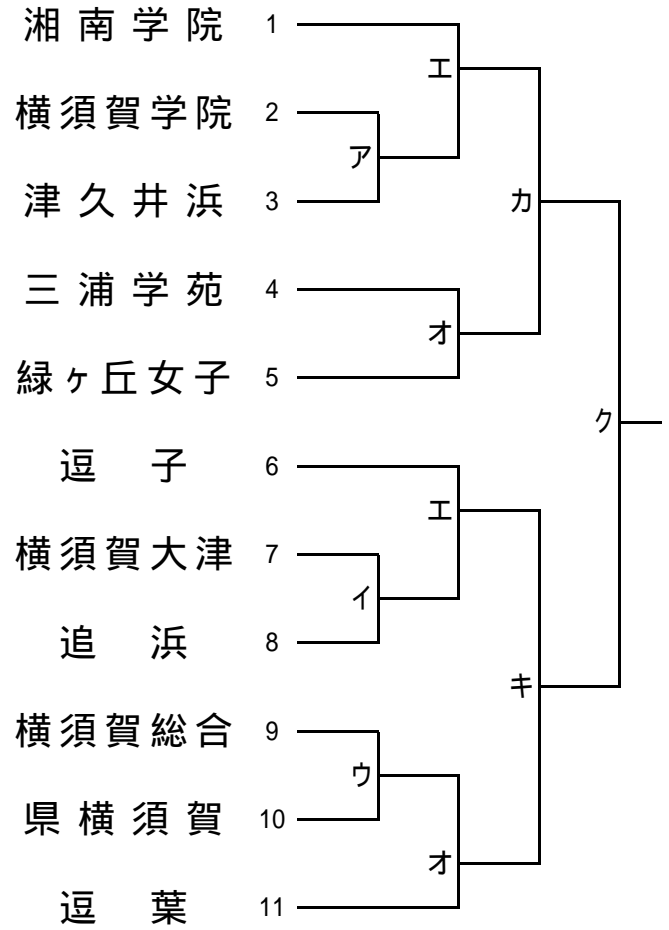 湘南学院 1
エ
横須賀学院 2
ア
津久井浜 3
カ
三浦学苑 4
オ
緑ヶ丘女子 5
ク
逗子 6
エ
横須賀大津 7
イ
追浜 8
キ
横須賀総合 9
ウ
県横須賀 10
オ
逗葉 11